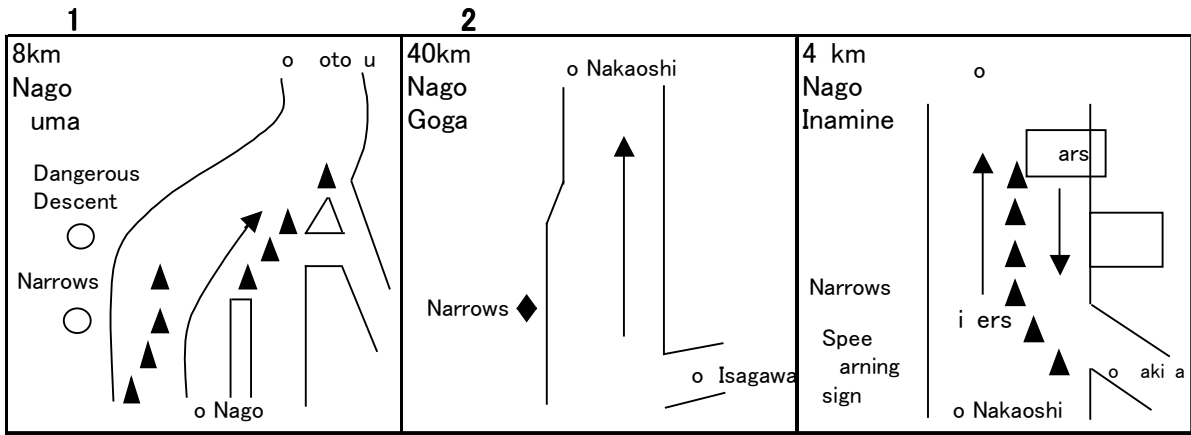 1
2
8km
Nago
uma
o oto u
Dangerous
Descent
Narrows
o Nago
40km
Nago
Goga
o Nakaoshi
Narrows
o Isagawa
4 km
Nago
Inamine
o
ars
Narrows
i ers
Spee
arning
sign
o aki a
o Nakaoshi